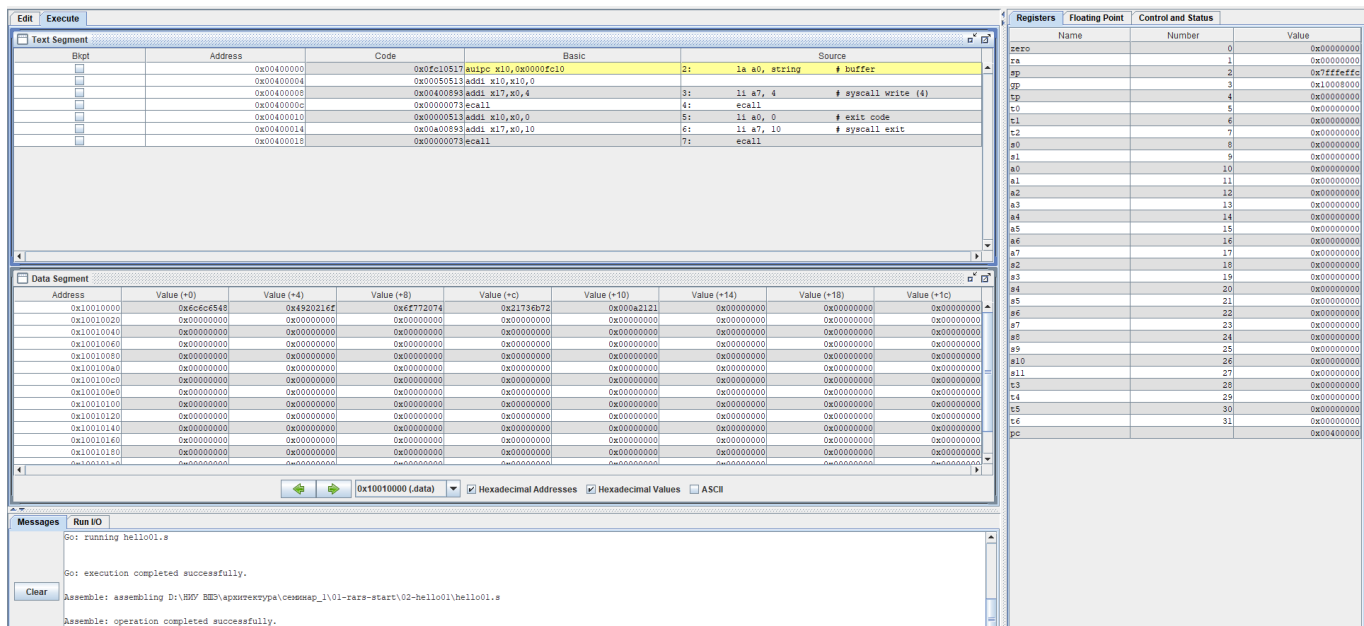 Edit Execute
Text Segment
Bkpt Address Code Basic Source
0x00400000 0x0fc10517 auipc x10,0x0000fc10 2: la a0, string # buffer
0x00400004 0x00050513 addi x10,x10,0
0x00400008 0x00400893 addi x17,x0,4 3: li a7, 4 # syscall write (4)
0x0040000c 0x00000073 ecall 4: ecall
0x00400010 0x00000513 addi x10,x0,0 5: li a0, 0 # exit code
0x00400014 0x00a00893 addi x17,x0,10 6: li a7, 10 # syscall exit
0x00400018 0x00000073 ecall 7: ecall
Data Segment
Address Value (+0) Value (+4) Value (+8) Value (+c) Value (+10) Value (+14) Value (+18) Value (+1c)
0x10010000 0x6c6c6548 0x4920216f 0x6f772074 0x21736b72 0x000a2121 0x00000000 0x00000000 0x00000000
0x10010020 0x00000000 0x00000000 0x00000000 0x00000000 0x00000000 0x00000000 0x00000000 0x00000000
0x10010040 0x00000000 0x00000000 0x00000000 0x00000000 0x00000000 0x00000000 0x00000000 0x00000000
0x10010060 0x00000000 0x00000000 0x00000000 0x00000000 0x00000000 0x00000000 0x00000000 0x00000000
0x10010080 0x00000000 0x00000000 0x00000000 0x00000000 0x00000000 0x00000000 0x00000000 0x00000000
0x100100a0 0x00000000 0x00000000 0x00000000 0x00000000 0x00000000 0x00000000 0x00000000 0x00000000
0x100100c0 0x00000000 0x00000000 0x00000000 0x00000000 0x00000000 0x00000000 0x00000000 0x00000000
0x100100e0 0x00000000 0x00000000 0x00000000 0x00000000 0x00000000 0x00000000 0x00000000 0x00000000
0x10010100 0x00000000 0x00000000 0x00000000 0x00000000 0x00000000 0x00000000 0x00000000 0x00000000
0x10010120 0x00000000 0x00000000 0x00000000 0x00000000 0x00000000 0x00000000 0x00000000 0x00000000
0x10010140 0x00000000 0x00000000 0x00000000 0x00000000 0x00000000 0x00000000 0x00000000 0x00000000
0x10010160 0x00000000 0x00000000 0x00000000 0x00000000 0x00000000 0x00000000 0x00000000 0x00000000
0x10010180 0x00000000 0x00000000 0x00000000 0x00000000 0x00000000 0x00000000 0x00000000 0x00000000
0x100101a0 0x00000000 0x00000000 0x00000000 0x00000000 0x00000000 0x00000000 0x00000000 0x00000000
0x10010000 (.data) Hexadecimal Addresses Hexadecimal Values ASCII
Messages Run I/O
Go: running hello01.s
Go: execution completed successfully.
Clear
Assemble: assembling D:\НИУ ВШЭ\архитектура\семинар_1\01-rars-start\02-hello01\hello01.s
Assemble: operation completed successfully.
Registers Floating Point Control and Status
Name Number Value
zero 0 0x00000000
ra 1 0x00000000
sp 2 0x7fffeffc
gp 3 0x10008000
tp 4 0x00000000
t0 5 0x00000000
t1 6 0x00000000
t2 7 0x00000000
s0 8 0x00000000
s1 9 0x00000000
a0 10 0x00000000
a1 11 0x00000000
a2 12 0x00000000
a3 13 0x00000000
a4 14 0x00000000
a5 15 0x00000000
a6 16 0x00000000
a7 17 0x00000000
s2 18 0x00000000
s3 19 0x00000000
s4 20 0x00000000
s5 21 0x00000000
s6 22 0x00000000
s7 23 0x00000000
s8 24 0x00000000
s9 25 0x00000000
s10 26 0x00000000
s11 27 0x00000000
t3 28 0x00000000
t4 29 0x00000000
t5 30 0x00000000
t6 31 0x00000000
pc 0x00400000